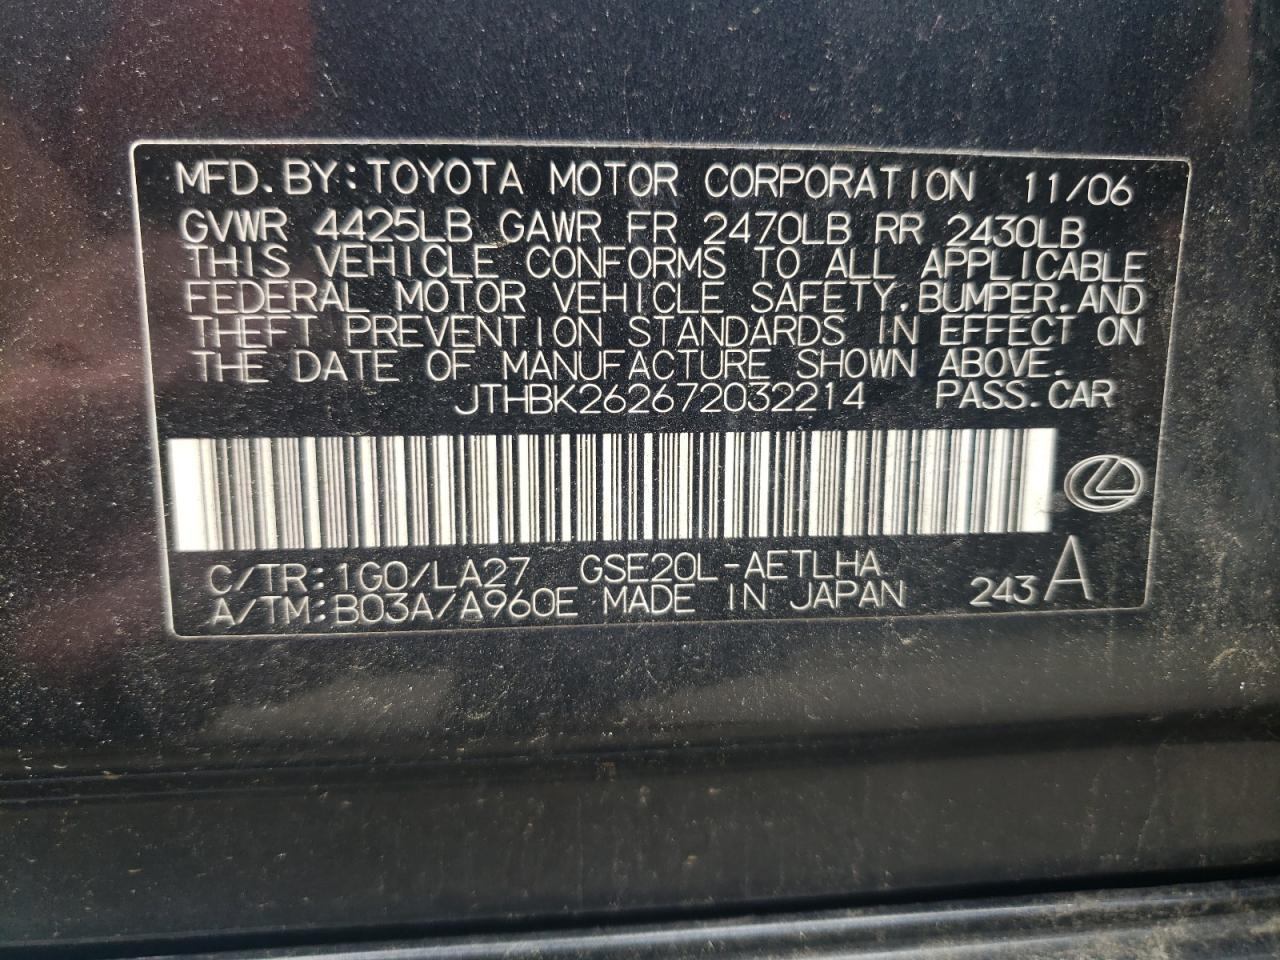 MFD. BY: TOYOTA MOTOR CORPORATION 11/06
GVWR 4425LB GAWR FR 2470LB RR 2430LB
THIS VEHICLE CONFORMS TO ALL APPLICABLE
FEDERAL MOTOR VEHICLE SAFETY, BUMPER, AND
THEFT PREVENTION STANDARDS IN EFFECT ON
THE DATE OF MANUFACTURE SHOWN ABOVE.
JTHBK262672032214 PASS. CAR
C/TR: 1G0/LA27 GSE20L-AETLHA
A/TM: B03A/A960E MADE IN JAPAN 243 A